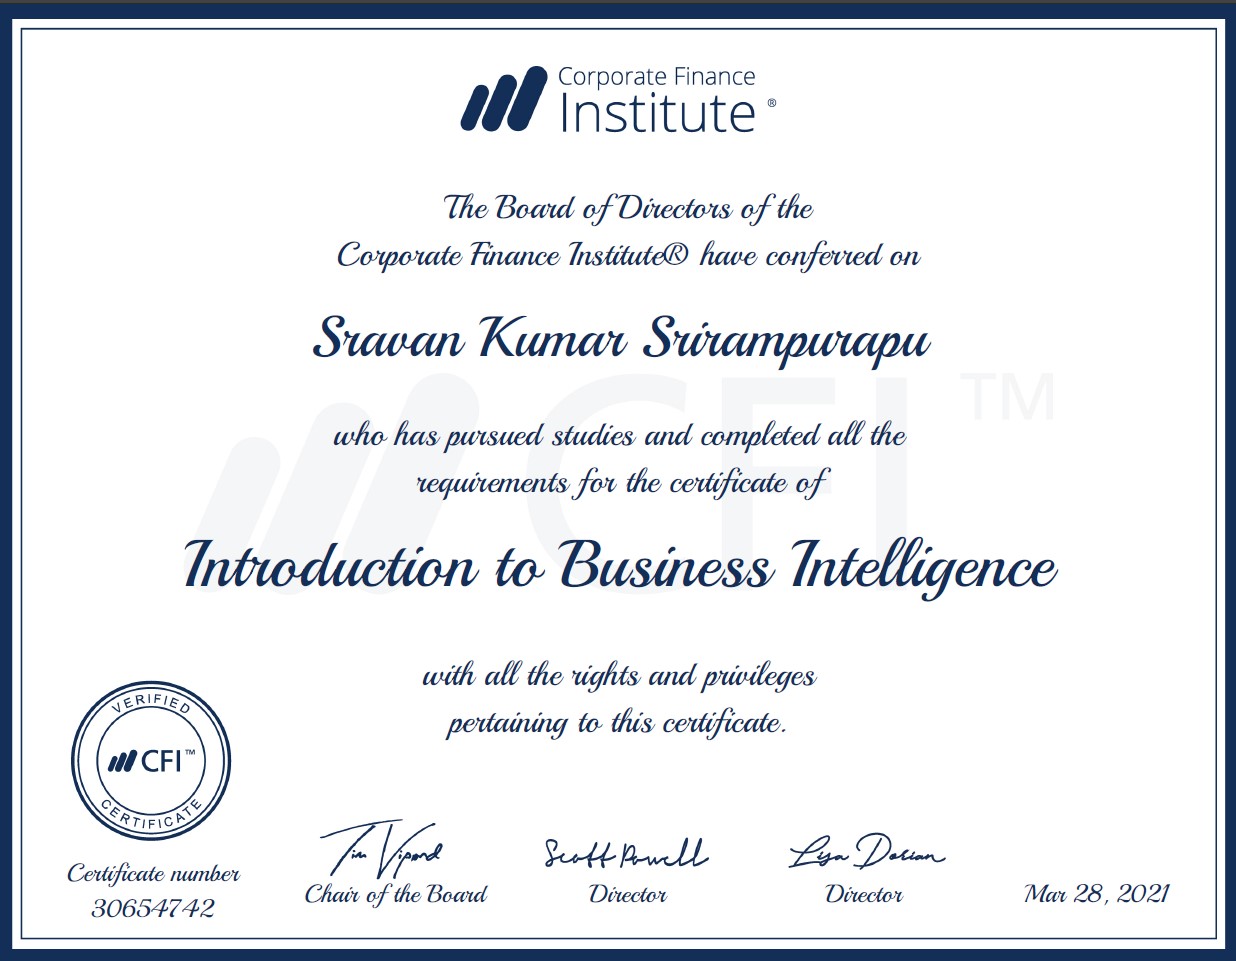 Corporate Finance
Institute ®
The Board of Directors of the
Corporate Finance Institute® have conferred on
Sravan Kumar Srirampurapu
CFI™
who has pursued studies and completed all the
requirements for the certificate of
Introduction to Business Intelligence
with all the rights and privileges
pertaining to this certificate.
VERIFIED
CFI™
CERTIFICATE
Tim Vipond
Scott Powell
Lisa Dorian
Certificate number
30654742
Chair of the Board
Director
Director
Mar 28, 2021